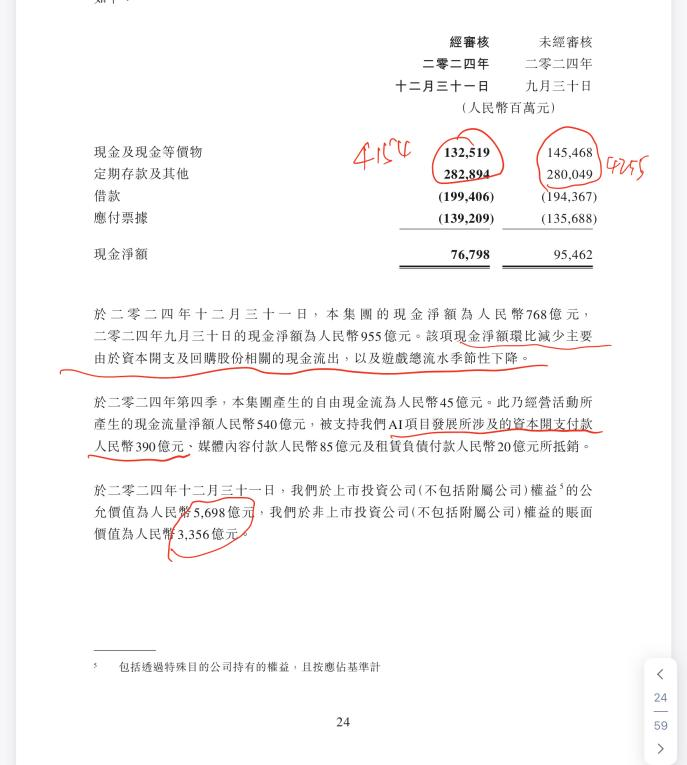 經審核 未經審核
二零二四年 二零二四年
十二月三十一日 九月三十日
(人民幣百萬元)
現金及現金等價物 4154 132,519 145,468
定期存款及其他 282,894 280,049 4255
借款 (199,406) (194,367)
應付票據 (139,209) (135,688)
現金淨額 76,798 95,462
於二零二四年十二月三十一日，本集團的現金淨額為人民幣768億元，
二零二四年九月三十日的現金淨額為人民幣955億元。該項現金淨額環比減少主要
由於資本開支及回購股份相關的現金流出，以及遊戲總流水季節性下降。
於二零二四年第四季，本集團產生的自由現金流為人民幣45億元。此乃經營活動所
產生的現金流量淨額人民幣540億元，被支持我們AI項目發展所涉及的資本開支付款
人民幣390億元、媒體內容付款人民幣85億元及租賃負債付款人民幣20億元所抵銷。
於二零二四年十二月三十一日，我們於上市投資公司(不包括附屬公司)權益5的公
允價值為人民幣5,698億元，我們於非上市投資公司(不包括附屬公司)權益的賬面
價值為人民幣3,356億元。
5 包括透過特殊目的公司持有的權益，且按應佔基準計
24
24
59